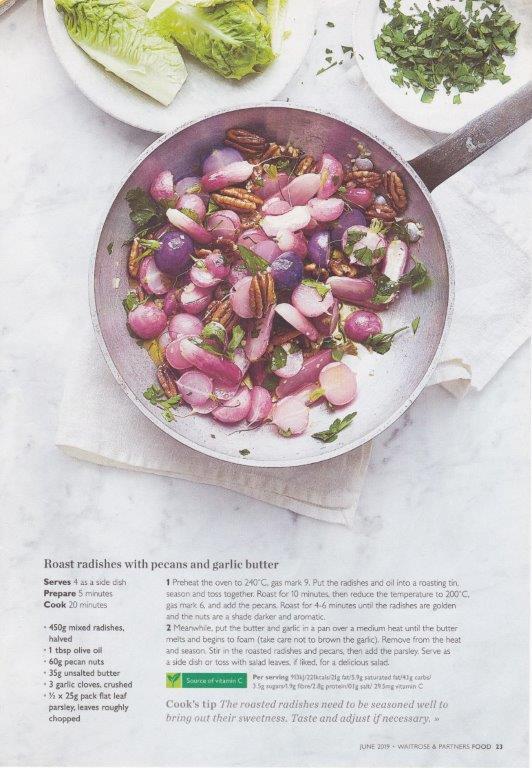 Roast radishes with pecans and garlic butter
Serves 4 as a side dish
Prepare 5 minutes
Cook 20 minutes
• 450g mixed radishes,
halved
• 1 tbsp olive oil
• 60g pecan nuts
• 35g unsalted butter
• 3 garlic cloves, crushed
• ½ x 25g pack flat leaf
parsley, leaves roughly
chopped
1 Preheat the oven to 240°C, gas mark 9. Put the radishes and oil into a roasting tin,
season and toss together. Roast for 10 minutes, then reduce the temperature to 200°C,
gas mark 6, and add the pecans. Roast for 4-6 minutes until the radishes are golden
and the nuts are a shade darker and aromatic.
2 Meanwhile, put the butter and garlic in a pan over a medium heat until the butter
melts and begins to foam (take care not to brown the garlic). Remove from the heat
and season. Stir in the roasted radishes and pecans, then add the parsley. Serve as
a side dish or toss with salad leaves, if liked, for a delicious salad.
Source of vitamin C
Per serving 913kJ/221kcals/21g fat/5.9g saturated fat/4.1g carbs/
3.5g sugars/1.9g fibre/2.8g protein/0.1g salt/ 29.5mg vitamin C
Cook's tip The roasted radishes need to be seasoned well to
bring out their sweetness. Taste and adjust if necessary. »
JUNE 2019 • WAITROSE & PARTNERS FOOD 23